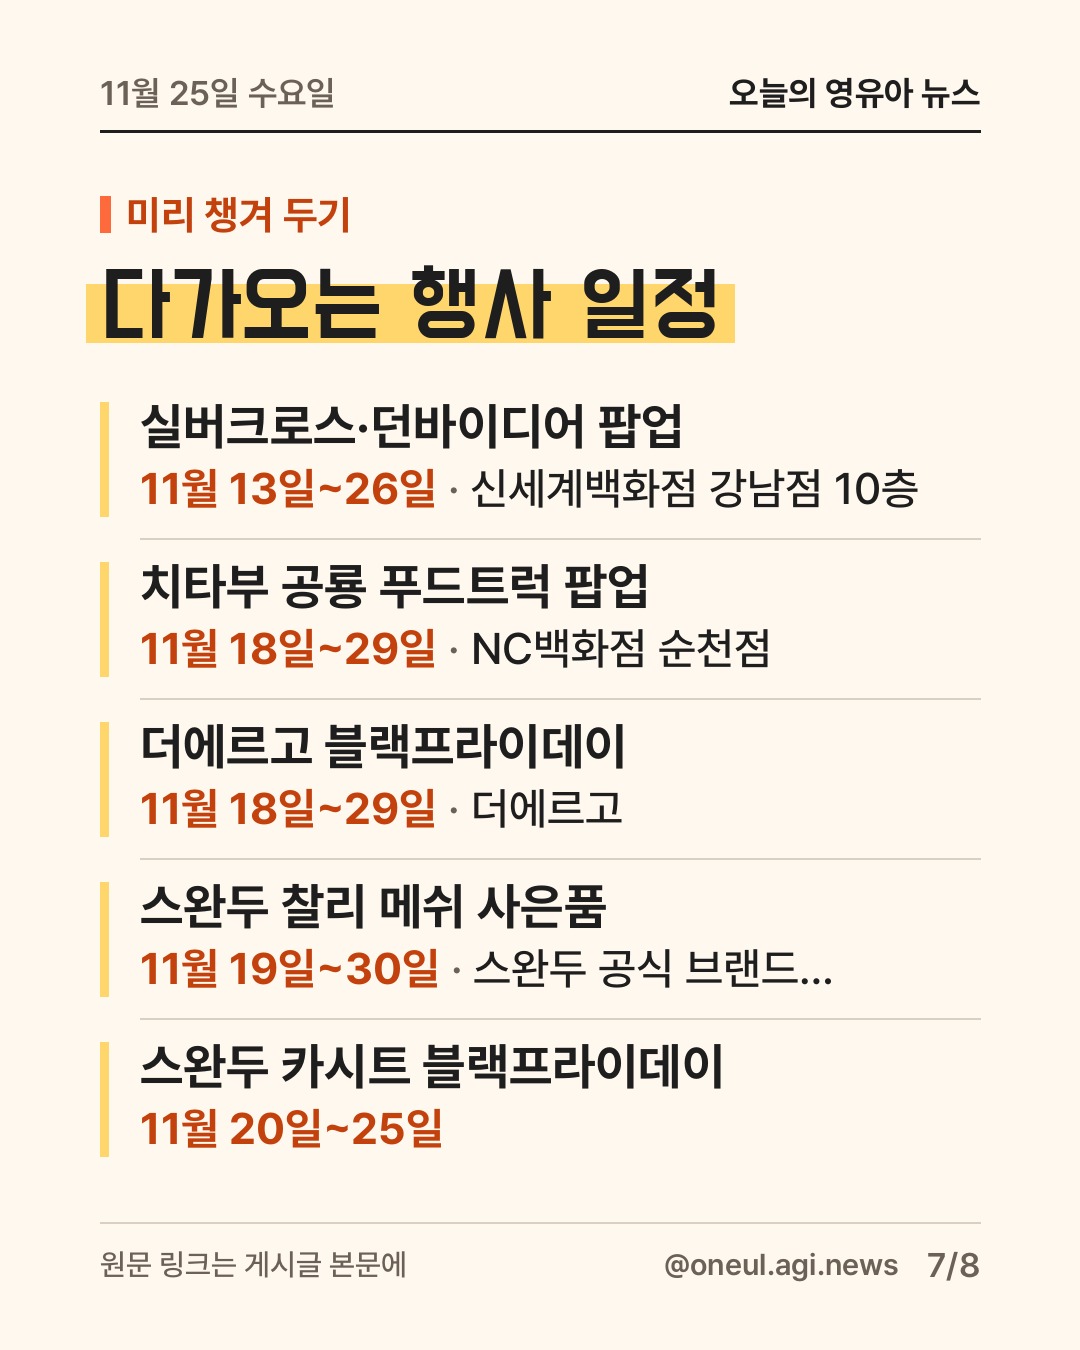 11월 25일 수요일
오늘의 영유아 뉴스
미리 챙겨 두기
다가오는 행사 일정
실버크로스·던바이디어 팝업
11월 13일~26일 · 신세계백화점 강남점 10층
치타부 공룡 푸드트럭 팝업
11월 18일~29일 · NC백화점 순천점
더에르고 블랙프라이데이
11월 18일~29일 · 더에르고
스완두 찰리 메쉬 사은품
11월 19일~30일 · 스완두 공식 브랜드...
스완두 카시트 블랙프라이데이
11월 20일~25일
원문 링크는 게시글 본문에
@oneul.agi.news 7/8